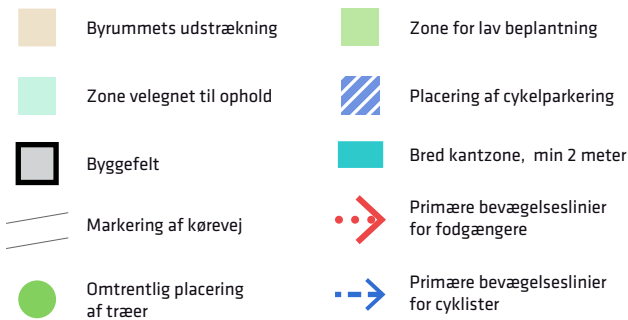 Byrummets udstrækning
Zone velegnet til ophold
Byggefelt
Markering af kørevej
Omtrentlig placering
af træer
Zone for lav beplantning
Placering af cykelparkering
Bred kantzone, min 2 meter
Primære bevægelseslinier
for fodgængere
Primære bevægelseslinier
for cyklister